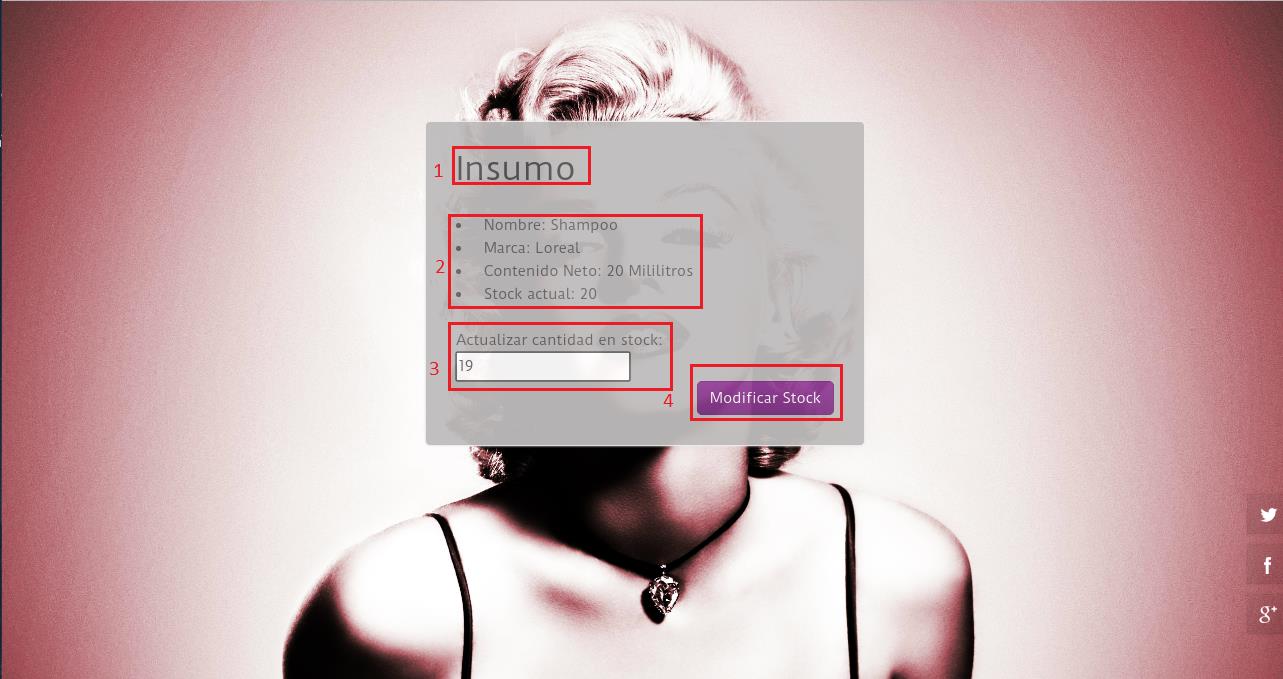 1 Insumo
2
Nombre: Shampoo
Marca: Loreal
Contenido Neto: 20 Mililitros
Stock actual: 20
3 Actualizar cantidad en stock:
19
4 Modificar Stock
f
g+